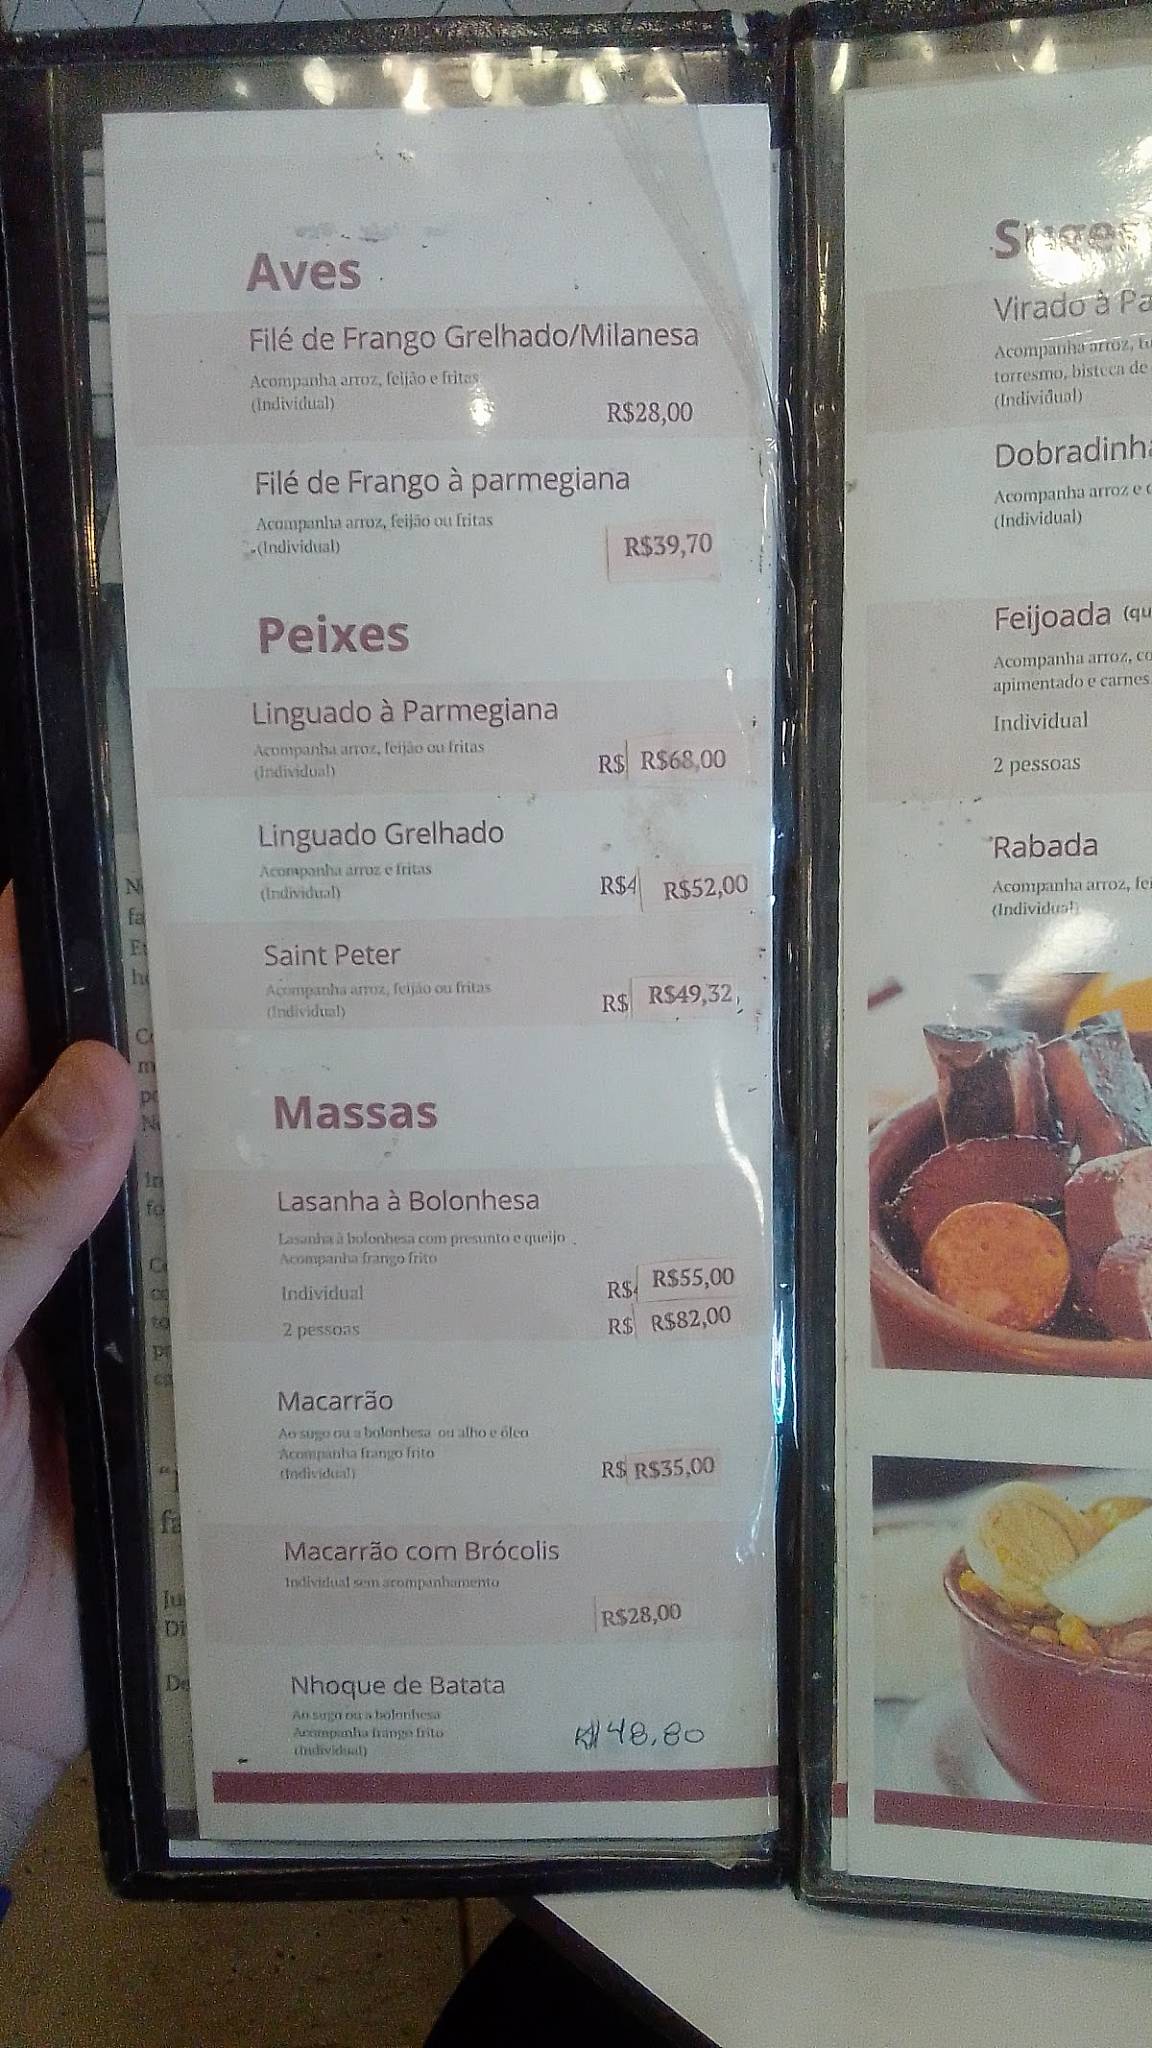 Aves
Filé de Frango Grelhado/Milanesa
Acompanha arroz, feijão e fritas
(Individual)
R$28,00
Filé de Frango à parmegiana
Acompanha arroz, feijão ou fritas
(Individual)
R$39,70
Peixes
Linguado à Parmegiana
Acompanha arroz, feijão ou fritas
(Individual)
R$ R$68,00
Linguado Grelhado
Acompanha arroz e fritas
(Individual)
R$4 R$52,00
Saint Peter
Acompanha arroz, feijão ou fritas
(Individual)
R$ R$49,32
Massas
Lasanha à Bolonhesa
Lasanha à bolonhesa com presunto e queijo
Acompanha frango frito
Individual R$ R$55,00
2 pessoas R$ R$82,00
Macarrão
Ao sugo ou a bolonhesa ou alho e óleo
Acompanha frango frito
(Individual)
R$ R$35,00
Macarrão com Brócolis
Individual sem acompanhamento
R$28,00
Nhoque de Batata
Ao sugo ou a bolonhesa
Acompanha frango frito
(Individual)
R$ 48,80
Virado à Pa
Acompanha arroz, tu
torresmo, bisteca de
(Individual)
Dobradinha
Acompanha arroz e
(Individual)
Feijoada (qu
Acompanha arroz, co
apimentado e carnes
Individual
2 pessoas
Rabada
Acompanha arroz, fei
(Individual)